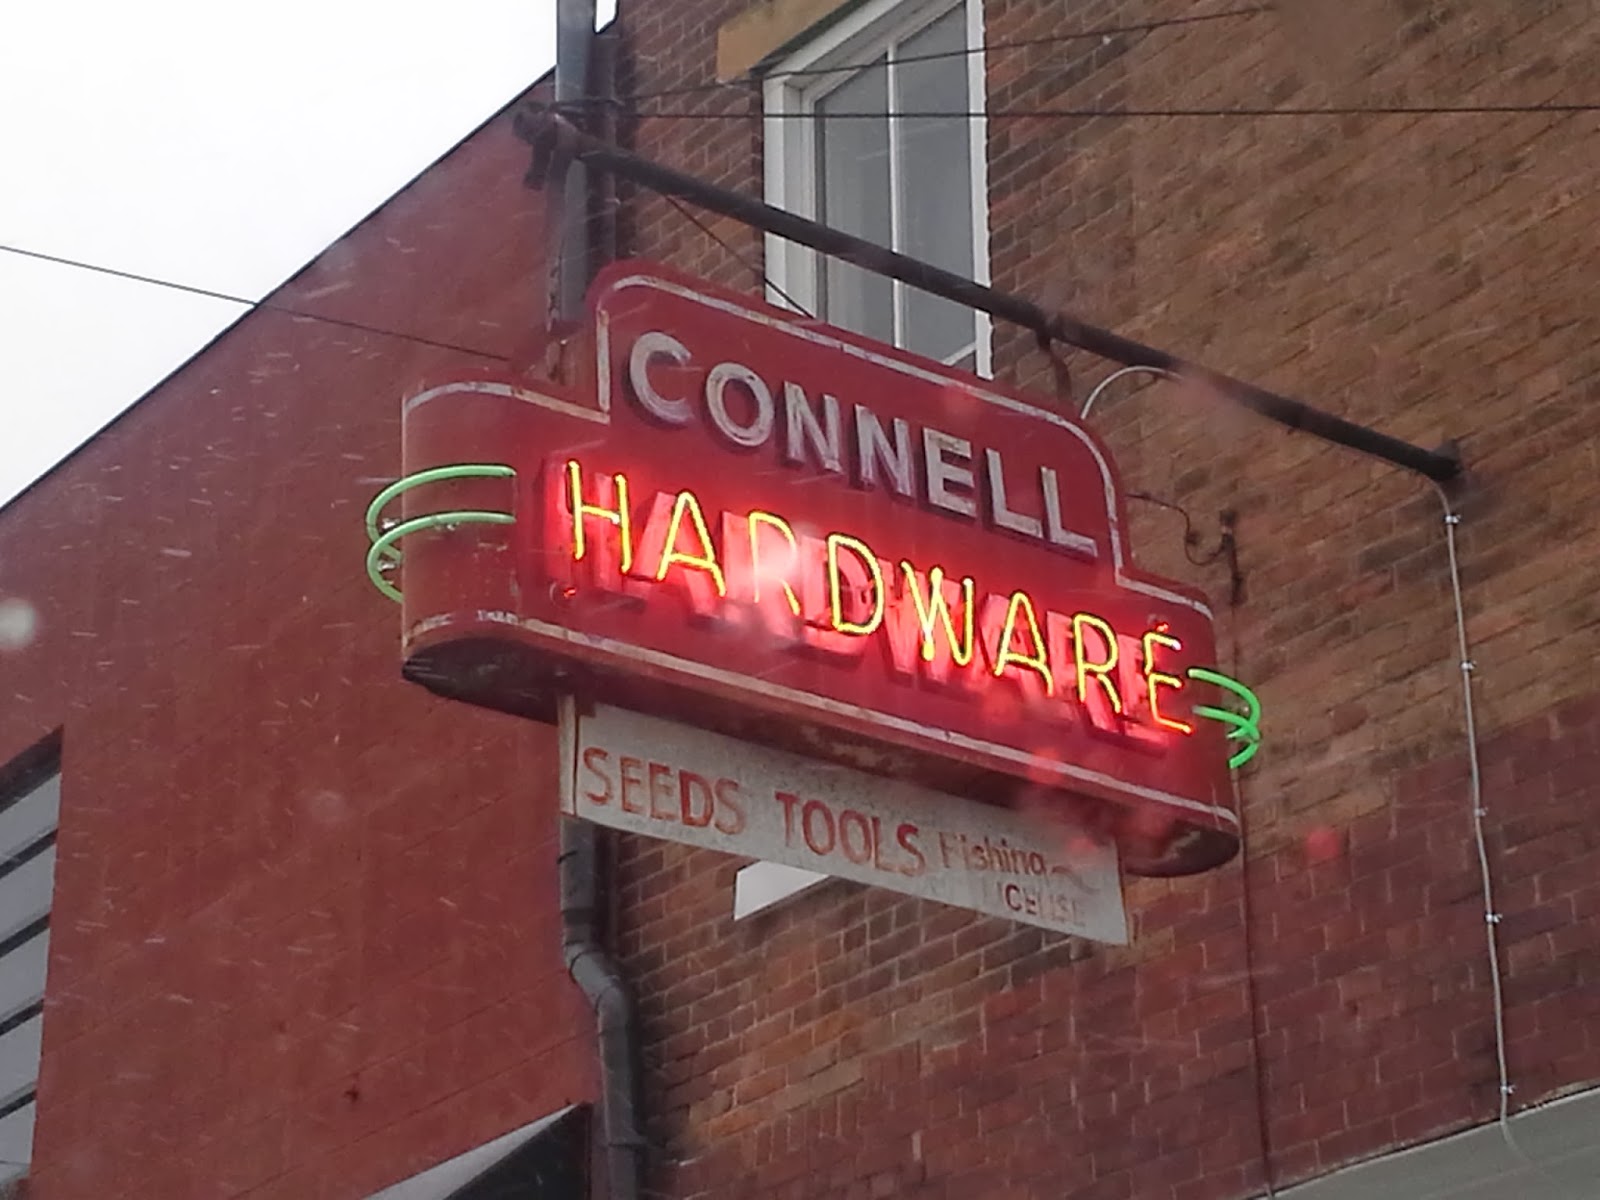 CONNELL
HARDWARE
SEEDS TOOLS Fishing